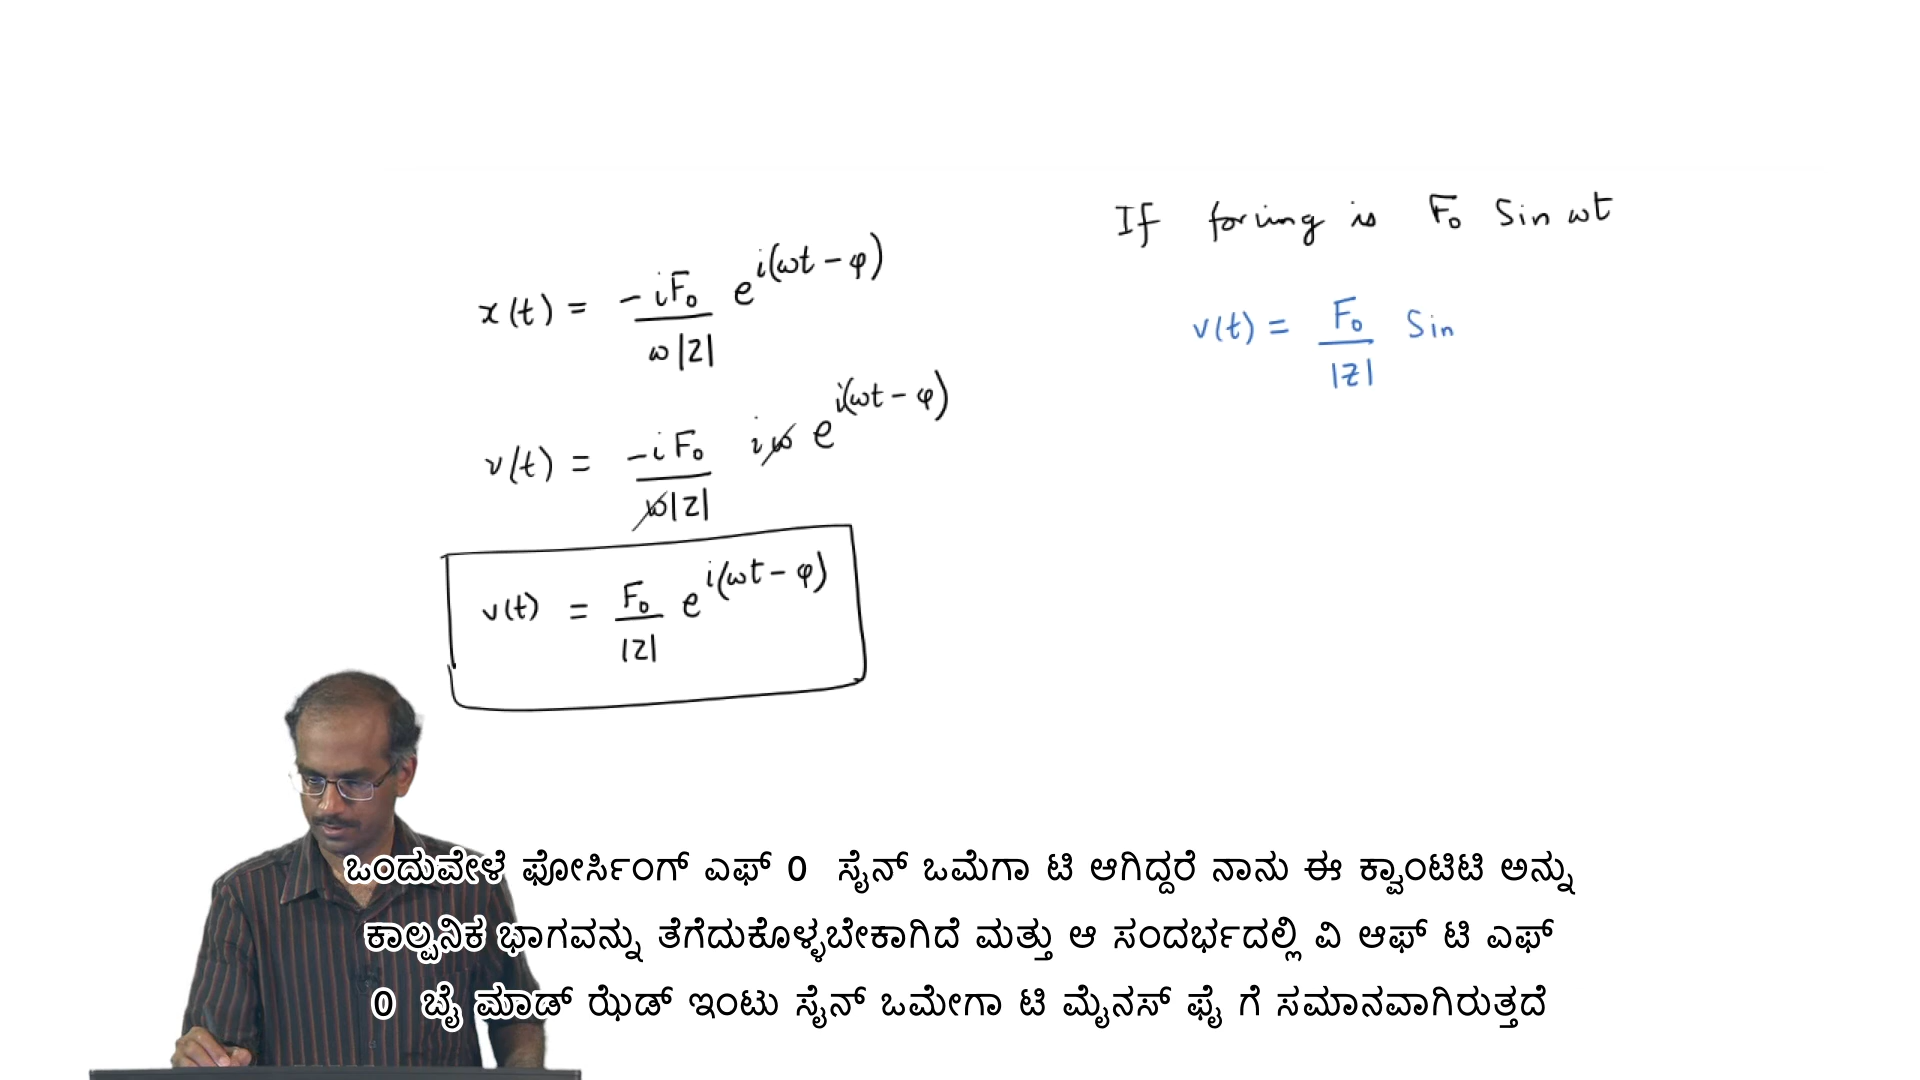 x(t) = -iF₀ / ω|z| e^{i(ωt - φ)}
v(t) = -iF₀ / ω|z| iω e^{i(ωt - φ)}
v(t) = F₀ / |z| e^{i(ωt - φ)}
If forcing is F₀ Sin ωt
v(t) = F₀ / |z| Sin
ಒಂದುವೇಳೆ ಫೋರ್ಸಿಂಗ್ ಎಫ್ 0 ಸೈನ್ ಒಮೆಗಾ ಟಿ ಆಗಿದ್ದರೆ ನಾನು ಈ ಕ್ವಾಂಟಿಟಿ ಅನ್ನು
ಕಾಲ್ಪನಿಕ ಭಾಗವನ್ನು ತೆಗೆದುಕೊಳ್ಳಬೇಕಾಗಿದೆ ಮತ್ತು ಆ ಸಂದರ್ಭದಲ್ಲಿ ವಿ ಆಫ್ ಟಿ ಎಫ್
0 ಬೈ ಮಾಡ್ ಝೆಡ್ ಇಂಟು ಸೈನ್ ಒಮೇಗಾ ಟಿ ಮೈನಸ್ ಫೈ ಗೆ ಸಮಾನವಾಗಿರುತ್ತದೆ